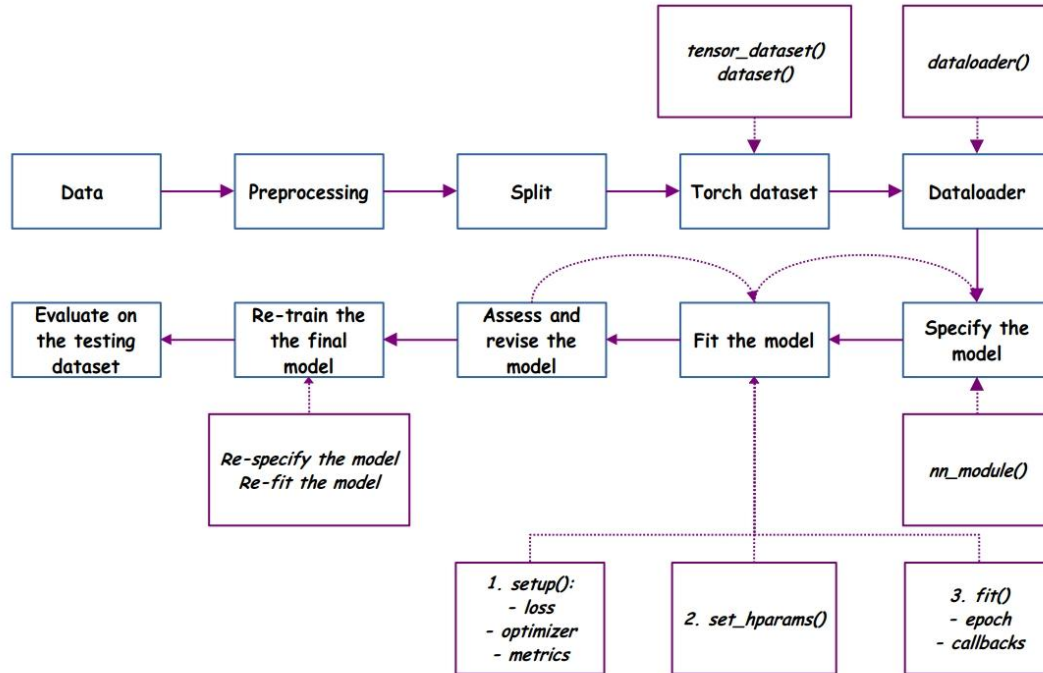 tensor_dataset()
dataset()
dataloader()
Data
Preprocessing
Split
Torch dataset
Dataloader
Evaluate on
the testing
dataset
Re-train the
the final
model
Assess and
revise the
model
Fit the model
Specify the
model
Re-specify the model
Re-fit the model
nn_module()
1. setup():
- loss
- optimizer
- metrics
2. set_hparams()
3. fit()
- epoch
- callbacks